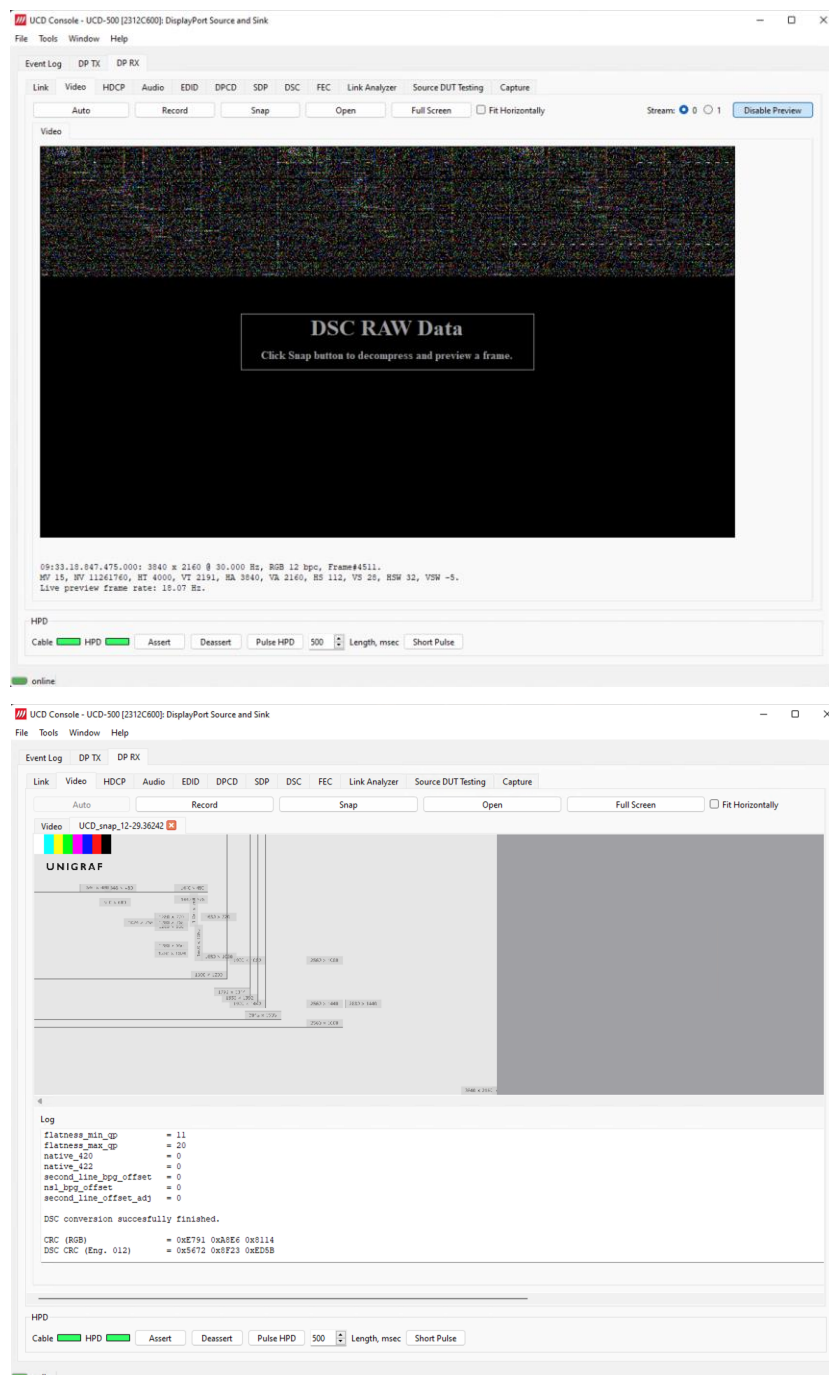 UCD Console - UCD-500 [2312C600]: DisplayPort Source and Sink
File Tools Window Help
Event Log DP TX DP RX
Link Video HDCP Audio EDID DPCD SDP DSC FEC Link Analyzer Source DUT Testing Capture
Auto Record Snap Open Full Screen Fit Horizontally Stream: 0 1 Disable Preview
Video
DSC RAW Data
Click Snap button to decompress and preview a frame.
09:33.18.847.475.000: 3840 x 2160 @ 30.000 Hz, RGB 12 bpc, Frame#4511.
MV 15, NV 11261760, HT 4000, VT 2191, HA 3840, VA 2160, HS 112, VS 28, HSW 32, VSW -5.
Live preview frame rate: 18.07 Hz.
HPD
Cable HPD Assert Deassert Pulse HPD 500 Length, msec Short Pulse
online
UCD Console - UCD-500 [2312C600]: DisplayPort Source and Sink
File Tools Window Help
Event Log DP TX DP RX
Link Video HDCP Audio EDID DPCD SDP DSC FEC Link Analyzer Source DUT Testing Capture
Auto Record Snap Open Full Screen Fit Horizontally
Video UCD_snap_12-29.36242
UNIGRAF
Log
flatness_min_qp = 11
flatness_max_qp = 20
native_420 = 0
native_422 = 0
second_line_bpg_offset = 0
nsl_bpg_offset = 0
second_line_offset_adj = 0
DSC conversion succesfully finished.
CRC (RGB) = 0xE791 0xA8E6 0x8114
DSC CRC (Eng. 012) = 0x5672 0x8F23 0xED5B
HPD
Cable HPD Assert Deassert Pulse HPD 500 Length, msec Short Pulse